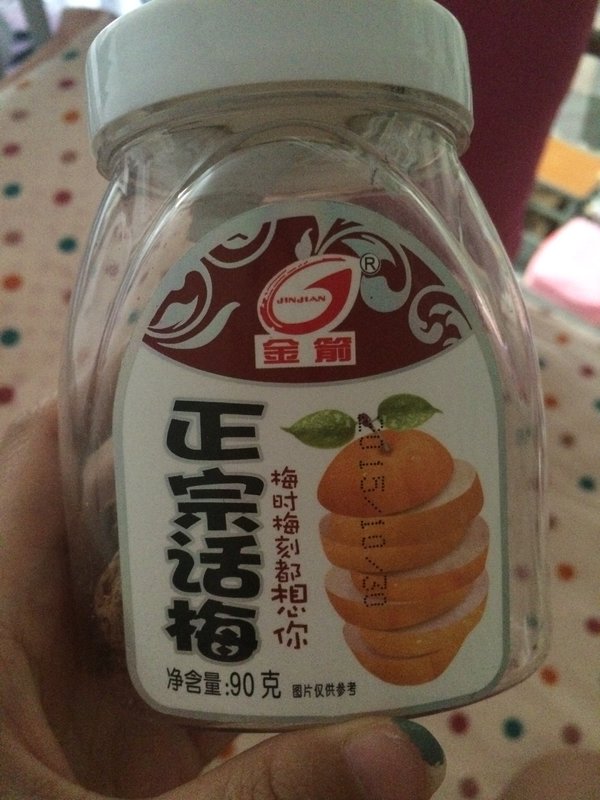 JINJIAN
®
金箭
正宗话梅
梅时梅刻都想你
2015/10/30
净含量:90克
图片仅供参考